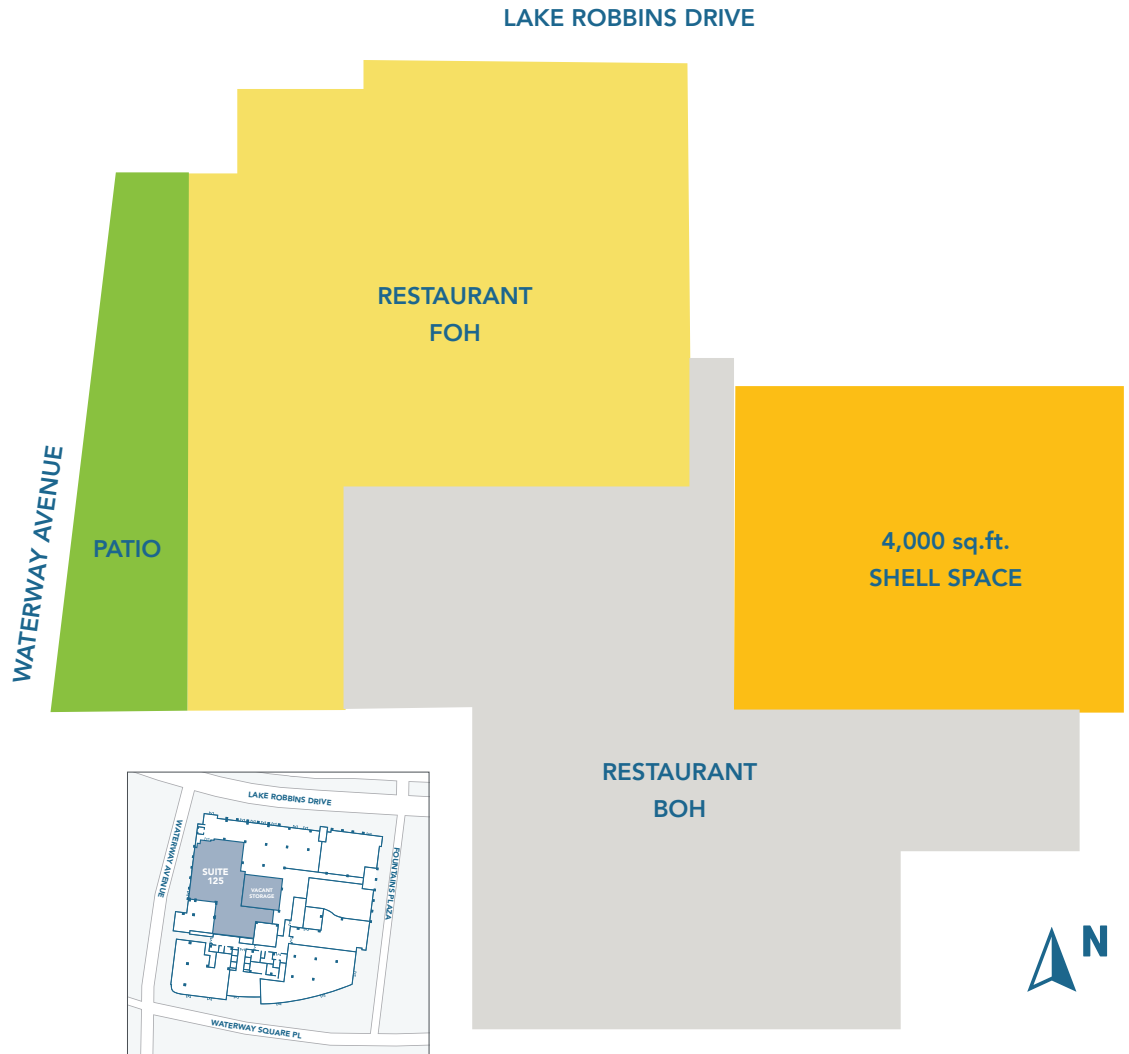 LAKE ROBBINS DRIVE
RESTAURANT
FOH
WATERWAY AVENUE
PATIO
4,000 sq.ft.
SHELL SPACE
RESTAURANT
BOH
LAKE ROBBINS DRIVE
WATERWAY AVENUE
SUITE
125
VACANT
STORAGE
FOUNTAINS PLAZA
WATERWAY SQUARE PL
N